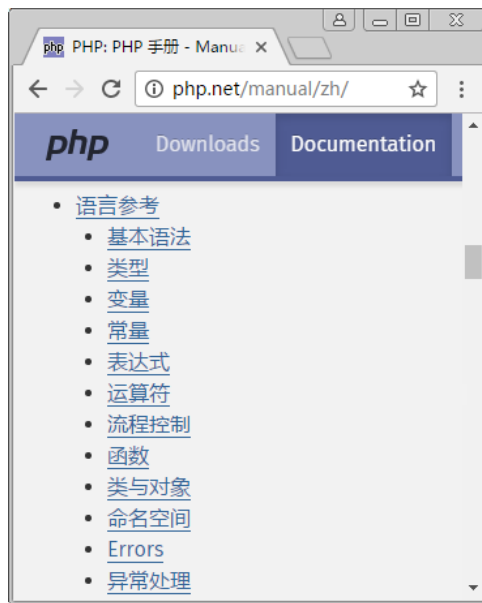 php PHP: PHP 手册 - Manua
php.net/manual/zh/
php Downloads Documentation
语言参考
基本语法
类型
变量
常量
表达式
运算符
流程控制
函数
类与对象
命名空间
Errors
异常处理